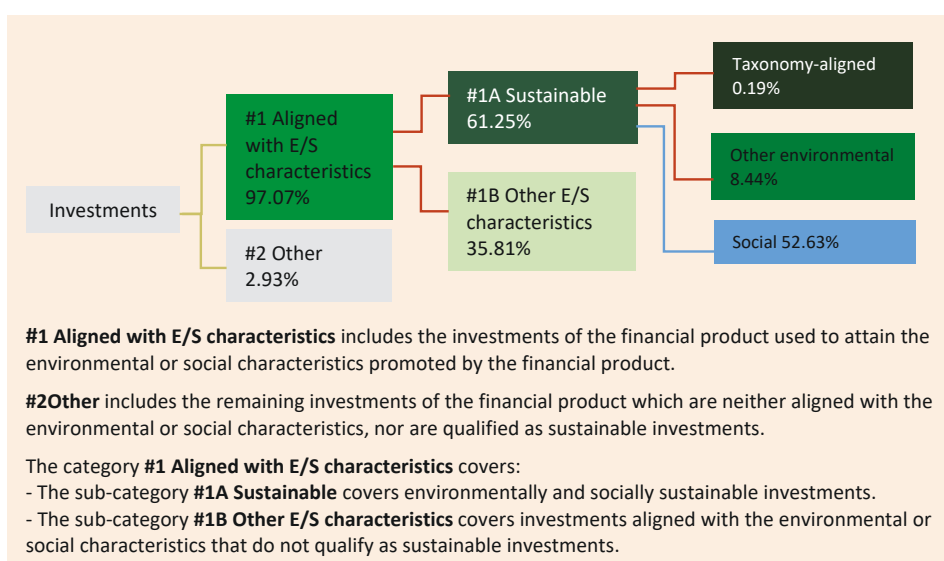 Investments
#1 Aligned
with E/S
characteristics
97.07%
#2 Other
2.93%
#1A Sustainable
61.25%
#1B Other E/S
characteristics
35.81%
Taxonomy-aligned
0.19%
Other environmental
8.44%
Social 52.63%
#1 Aligned with E/S characteristics includes the investments of the financial product used to attain the
environmental or social characteristics promoted by the financial product.
#2Other includes the remaining investments of the financial product which are neither aligned with the
environmental or social characteristics, nor are qualified as sustainable investments.
The category #1 Aligned with E/S characteristics covers:
- The sub-category #1A Sustainable covers environmentally and socially sustainable investments.
- The sub-category #1B Other E/S characteristics covers investments aligned with the environmental or
social characteristics that do not qualify as sustainable investments.